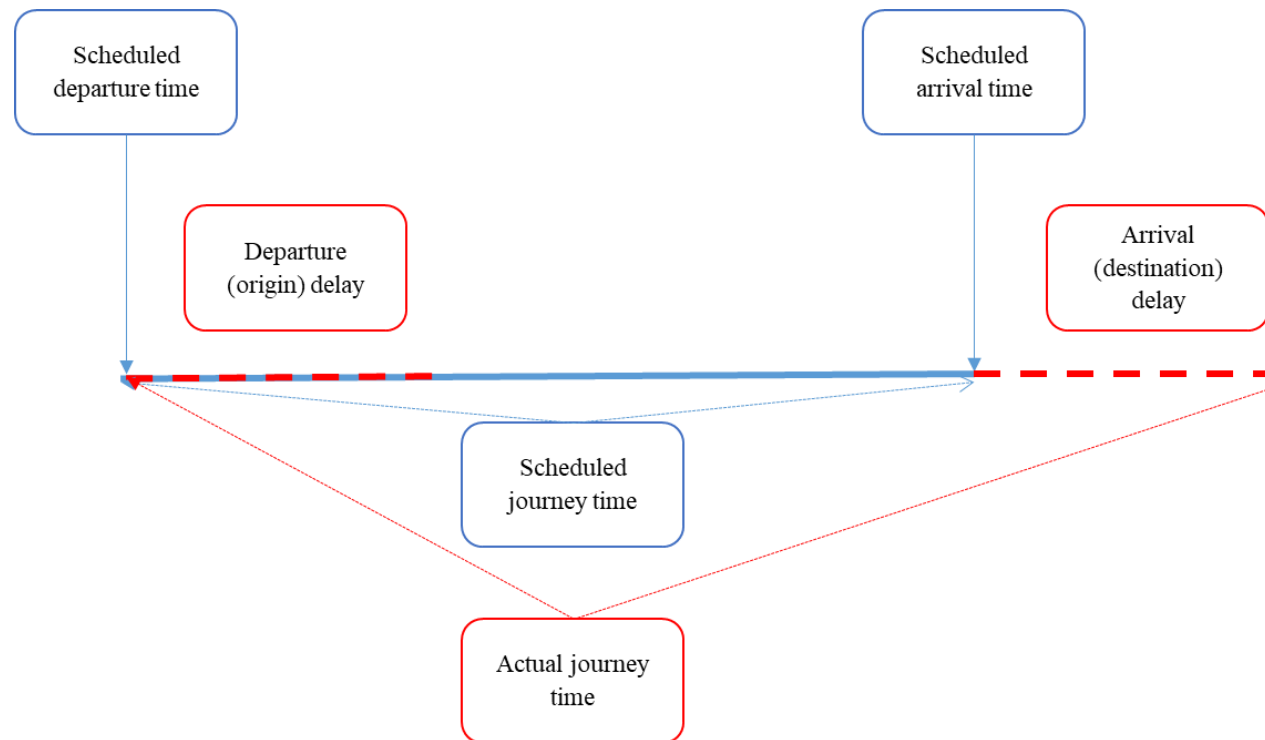 Scheduled
departure time
Scheduled
arrival time
Departure
(origin) delay
Arrival
(destination)
delay
Scheduled
journey time
Actual journey
time